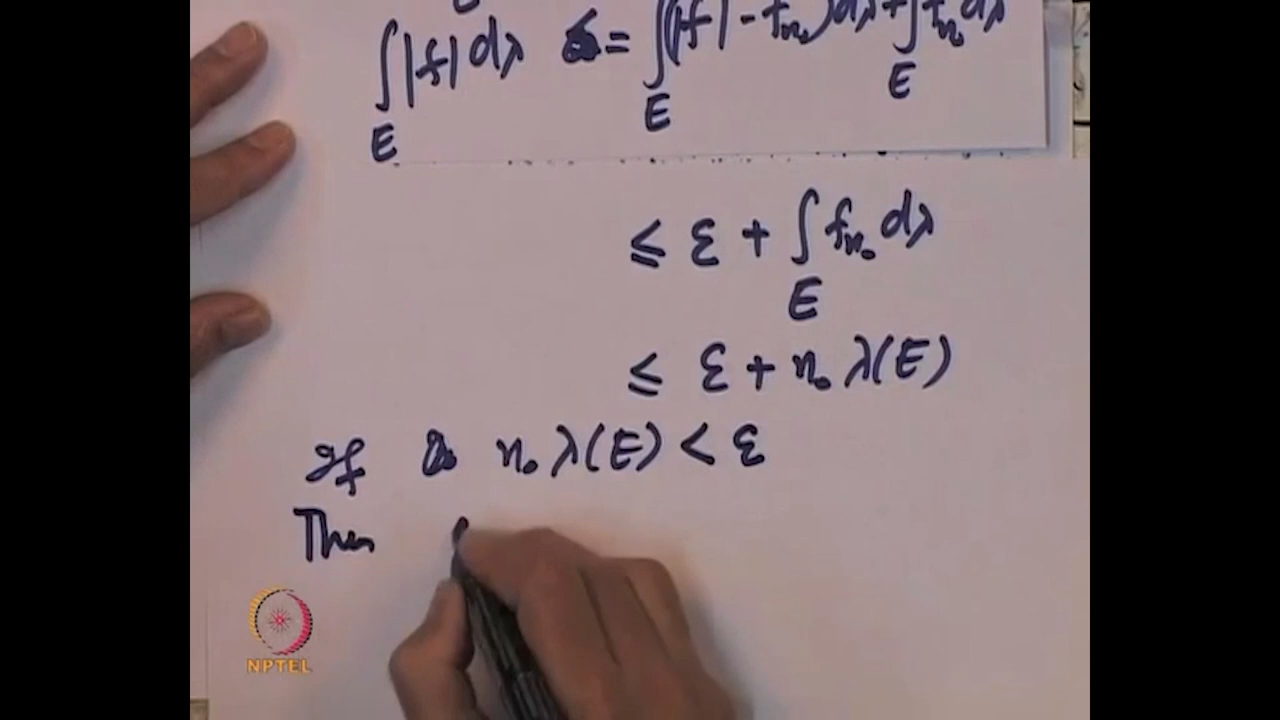 ∫_E |f| dλ = ∫_E (|f| - f_{n₀}) dλ + ∫_E f_{n₀} dλ
≤ ε + ∫_E f_{n₀} dλ
≤ ε + n₀ λ(E)
If n₀ λ(E) < ε
Then
NPTEL